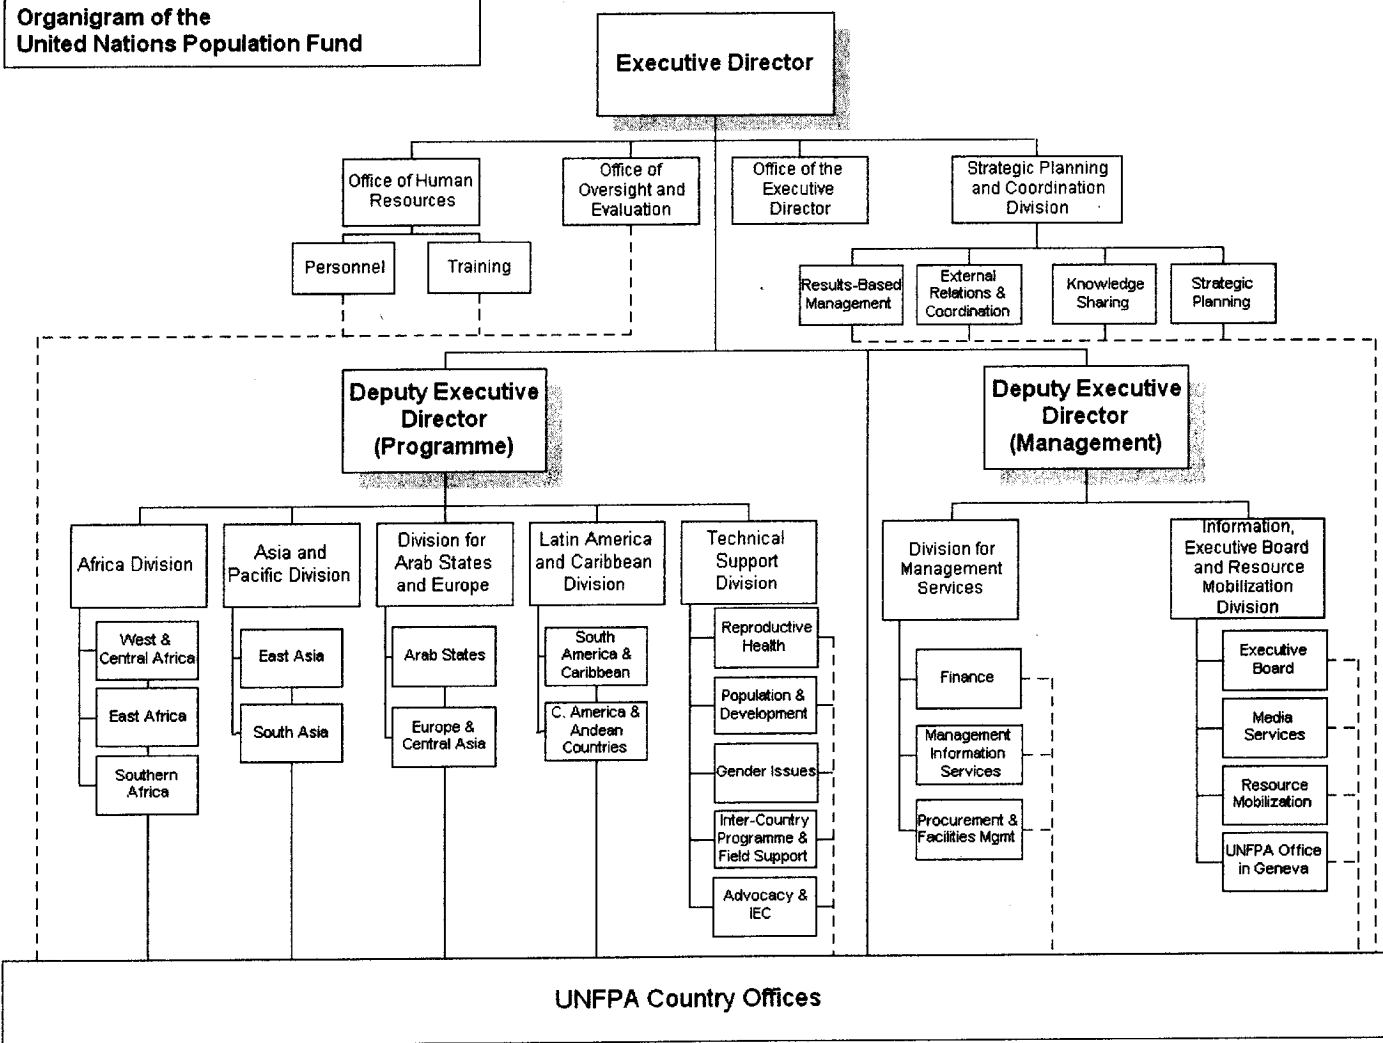 Organigram of the
United Nations Population Fund
Executive Director
Office of Human
Resources
Office of
Oversight and
Evaluation
Office of the
Executive
Director
Strategic Planning
and Coordination
Division
Personnel
Training
Results-Based
Management
External
Relations &
Coordination
Knowledge
Sharing
Strategic
Planning
Deputy Executive
Director
(Programme)
Deputy Executive
Director
(Management)
Africa Division
Asia and
Pacific Division
Division for
Arab States
and Europe
Latin America
and Caribbean
Division
Technical
Support
Division
Division for
Management
Services
Information,
Executive Board
and Resource
Mobilization
Division
West &
Central Africa
East Africa
Southern
Africa
East Asia
South Asia
Arab States
Europe &
Central Asia
South
America &
Caribbean
C. America &
Andean
Countries
Reproductive
Health
Population &
Development
Gender Issues
Inter-Country
Programme &
Field Support
Advocacy &
IEC
Finance
Management
Information
Services
Procurement &
Facilities Mgmt
Executive
Board
Media
Services
Resource
Mobilization
UNFPA Office
in Geneva
UNFPA Country Offices